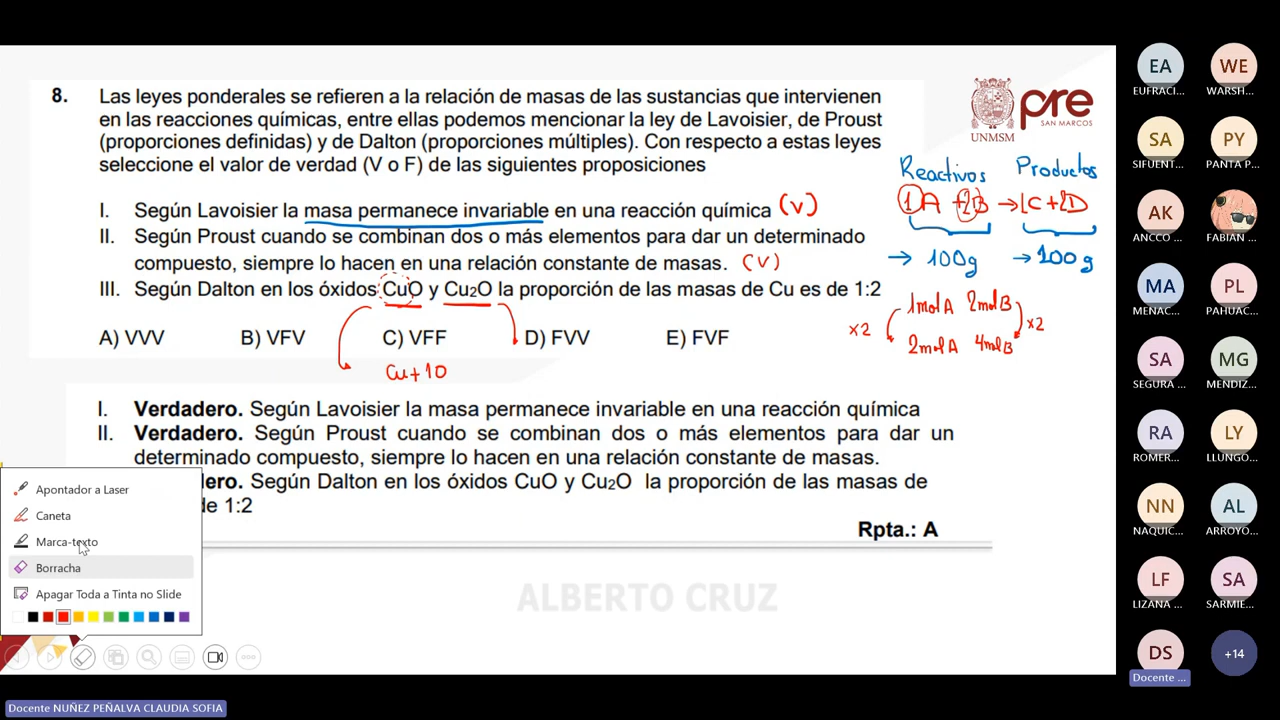 8. Las leyes ponderales se refieren a la relación de masas de las sustancias que intervienen
en las reacciones químicas, entre ellas podemos mencionar la ley de Lavoisier, de Proust
(proporciones definidas) y de Dalton (proporciones múltiples). Con respecto a estas leyes
seleccione el valor de verdad (V o F) de las siguientes proposiciones
I. Según Lavoisier la masa permanece invariable en una reacción química (V)
II. Según Proust cuando se combinan dos o más elementos para dar un determinado
compuesto, siempre lo hacen en una relación constante de masas. (V)
III. Según Dalton en los óxidos CuO y Cu₂O la proporción de las masas de Cu es de 1:2
A) VVV B) VFV C) VFF D) FVV E) FVF
Cu + 1O
UNMSM
pre
SAN MARCOS
Reactivos Productos
1A + 2B → 1C + 2D
→ 100g → 100g
1mol A 2mol B
×2 ×2
2mol A 4mol B
I. Verdadero. Según Lavoisier la masa permanece invariable en una reacción química
II. Verdadero. Según Proust cuando se combinan dos o más elementos para dar un
determinado compuesto, siempre lo hacen en una relación constante de masas.
dero. Según Dalton en los óxidos CuO y Cu₂O la proporción de las masas de
de 1:2
Rpta.: A
ALBERTO CRUZ
Apontador a Laser
Caneta
Marca-texto
Borracha
Apagar Toda a Tinta no Slide
EA WE
EUFRACI... WARSH...
SA PY
SIFUENT... PANTA P...
AK
ANCCO ... FABIAN ...
MA PL
MENAC... PAHUAC...
SA MG
SEGURA ... MENDIZ...
RA LY
ROMER... LLUNGO...
NN AL
NAQUIC... ARROYO...
LF SA
LIZANA ... SARMIE...
DS +14
Docente ...
Docente NUÑEZ PEÑALVA CLAUDIA SOFIA